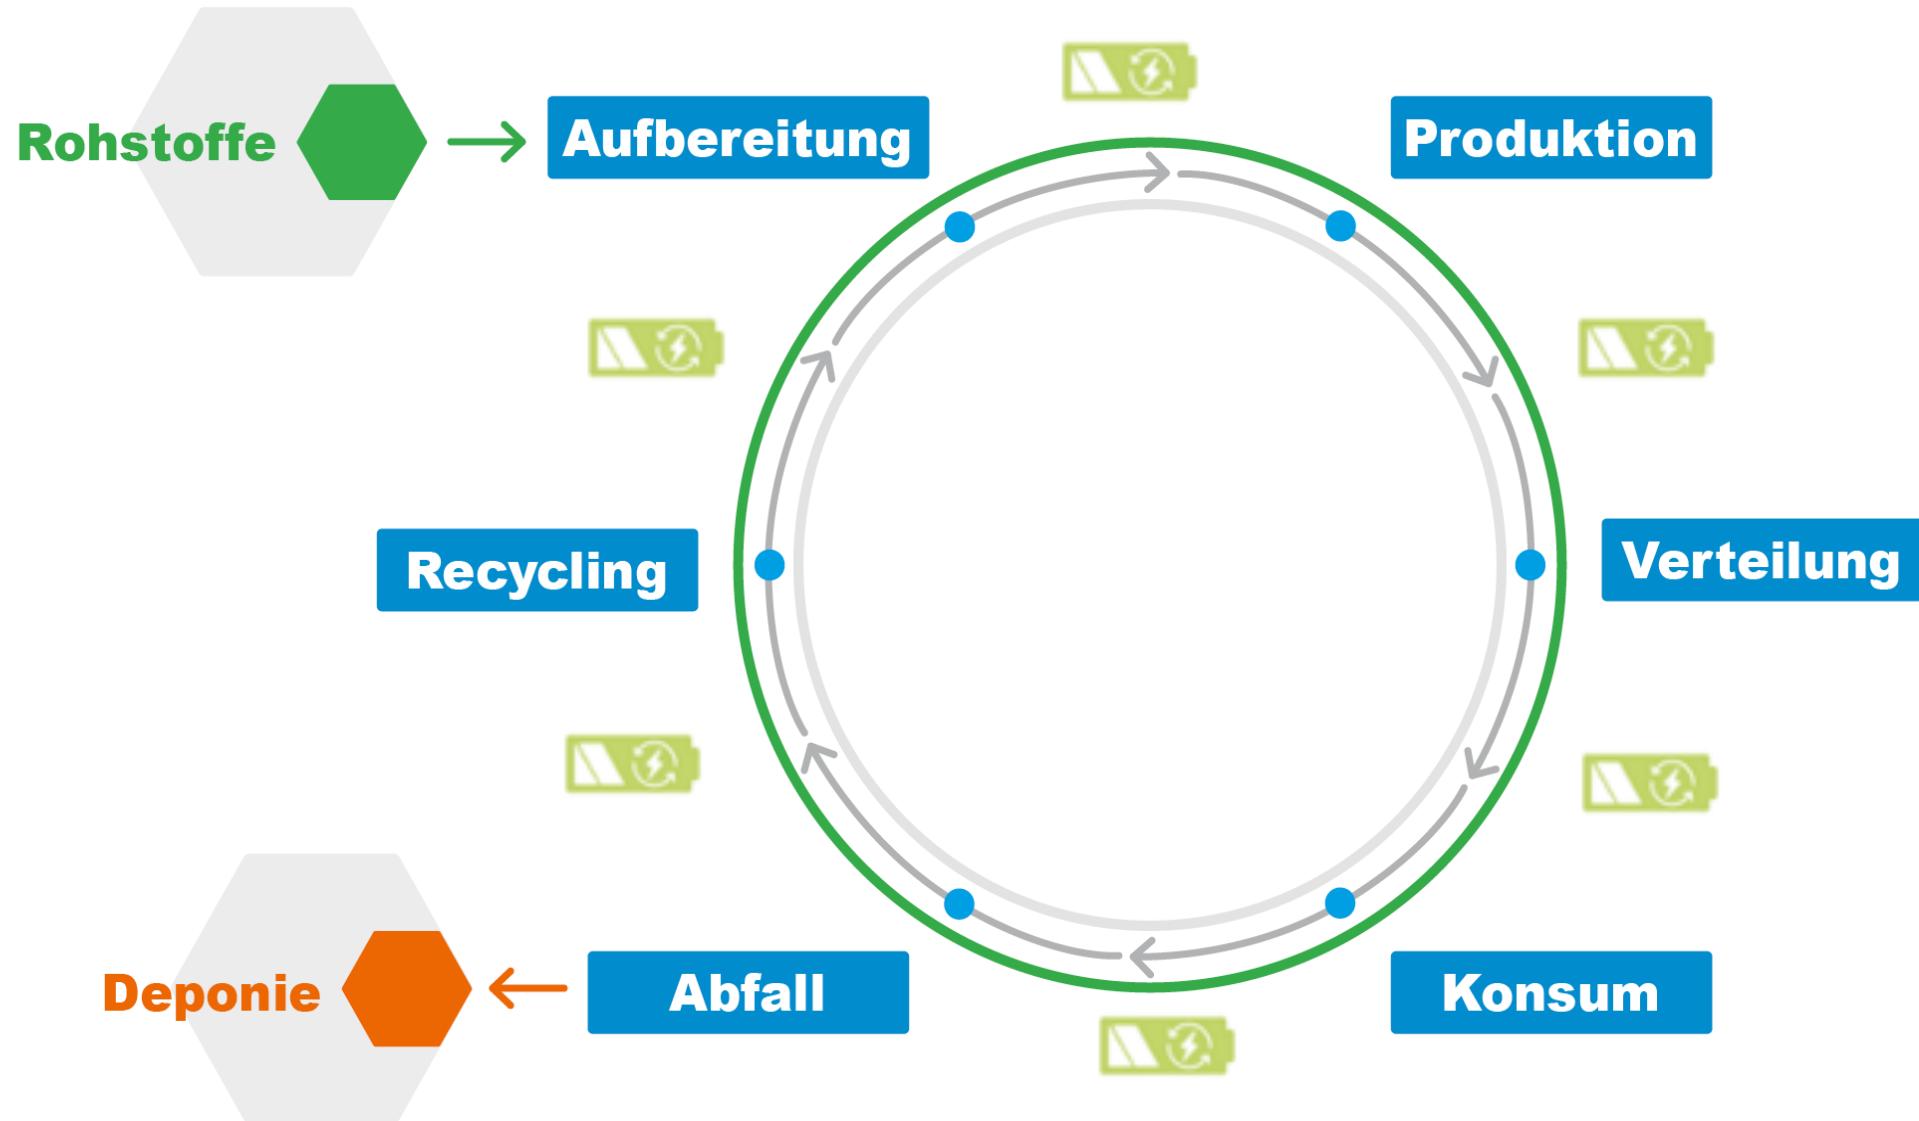 Rohstoffe
Aufbereitung
Produktion
Recycling
Verteilung
Deponie
Abfall
Konsum